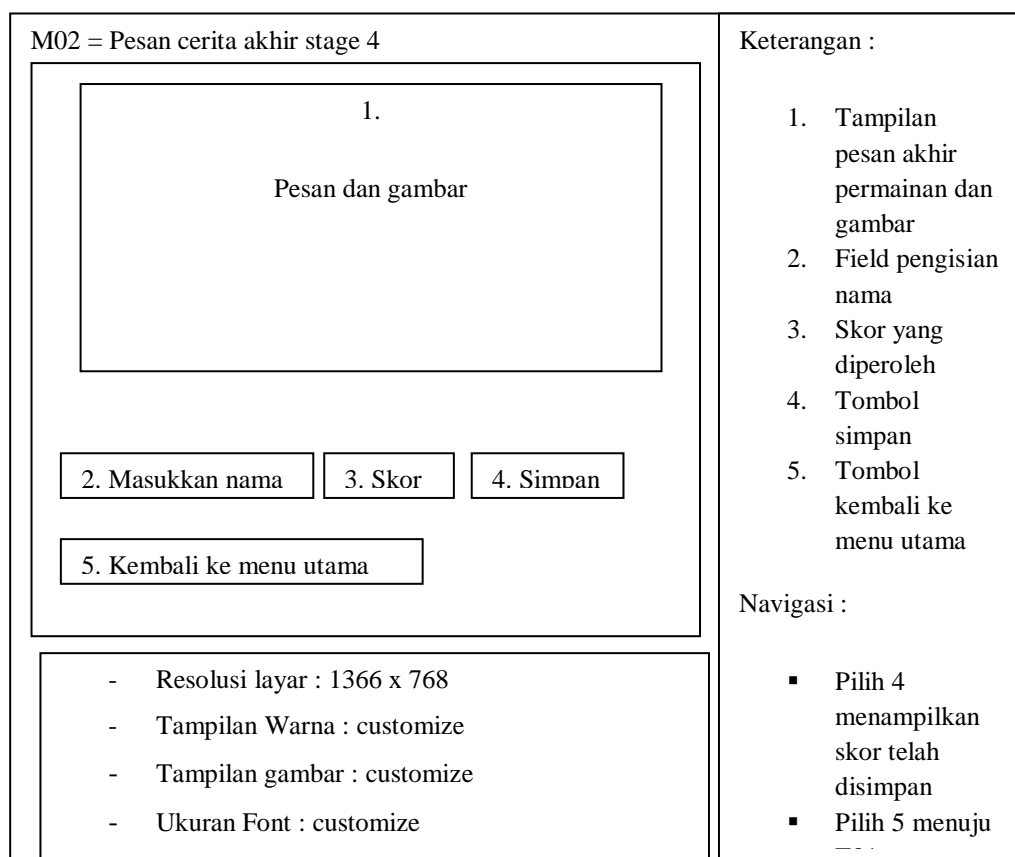 M02 = Pesan cerita akhir stage 4
1.
Pesan dan gambar
2. Masukkan nama
3. Skor
4. Simpan
5. Kembali ke menu utama
- Resolusi layar : 1366 x 768
- Tampilan Warna : customize
- Tampilan gambar : customize
- Ukuran Font : customize
Keterangan :
1. Tampilan
pesan akhir
permainan dan
gambar
2. Field pengisian
nama
3. Skor yang
diperoleh
4. Tombol
simpan
5. Tombol
kembali ke
menu utama
Navigasi :
▪ Pilih 4
menampilkan
skor telah
disimpan
▪ Pilih 5 menuju